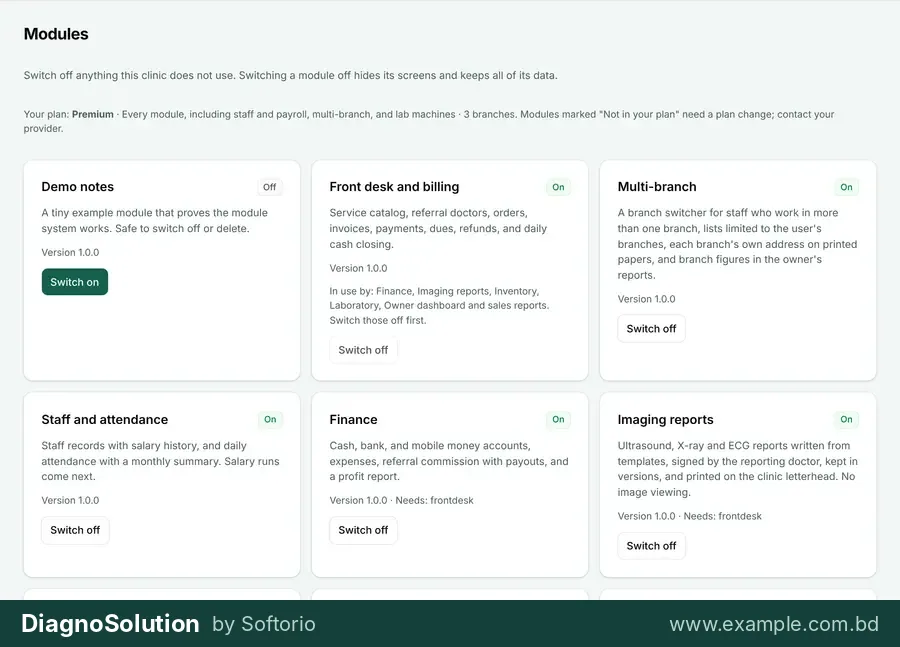 Modules
Switch off anything this clinic does not use. Switching a module off hides its screens and keeps all of its data.
Your plan: Premium · Every module, including staff and payroll, multi-branch, and lab machines · 3 branches. Modules marked "Not in your plan" need a plan change; contact your
provider.
Demo notes
Off
A tiny example module that proves the module
system works. Safe to switch off or delete.
Version 1.0.0
Switch on
Front desk and billing
On
Service catalog, referral doctors, orders,
invoices, payments, dues, refunds, and daily
cash closing.
Version 1.0.0
In use by: Finance, Imaging reports, Inventory,
Laboratory, Owner dashboard and sales reports.
Switch those off first.
Switch off
Multi-branch
On
A branch switcher for staff who work in more
than one branch, lists limited to the user's
branches, each branch's own address on printed
papers, and branch figures in the owner's
reports.
Version 1.0.0
Switch off
Staff and attendance
On
Staff records with salary history, and daily
attendance with a monthly summary. Salary runs
come next.
Version 1.0.0
Switch off
Finance
On
Cash, bank, and mobile money accounts,
expenses, referral commission with payouts, and
a profit report.
Version 1.0.0 · Needs: frontdesk
Switch off
Imaging reports
On
Ultrasound, X-ray and ECG reports written from
templates, signed by the reporting doctor, kept in
versions, and printed on the clinic letterhead. No
image viewing.
Version 1.0.0 · Needs: frontdesk
Switch off
DiagnoSolution by Softorio
www.example.com.bd